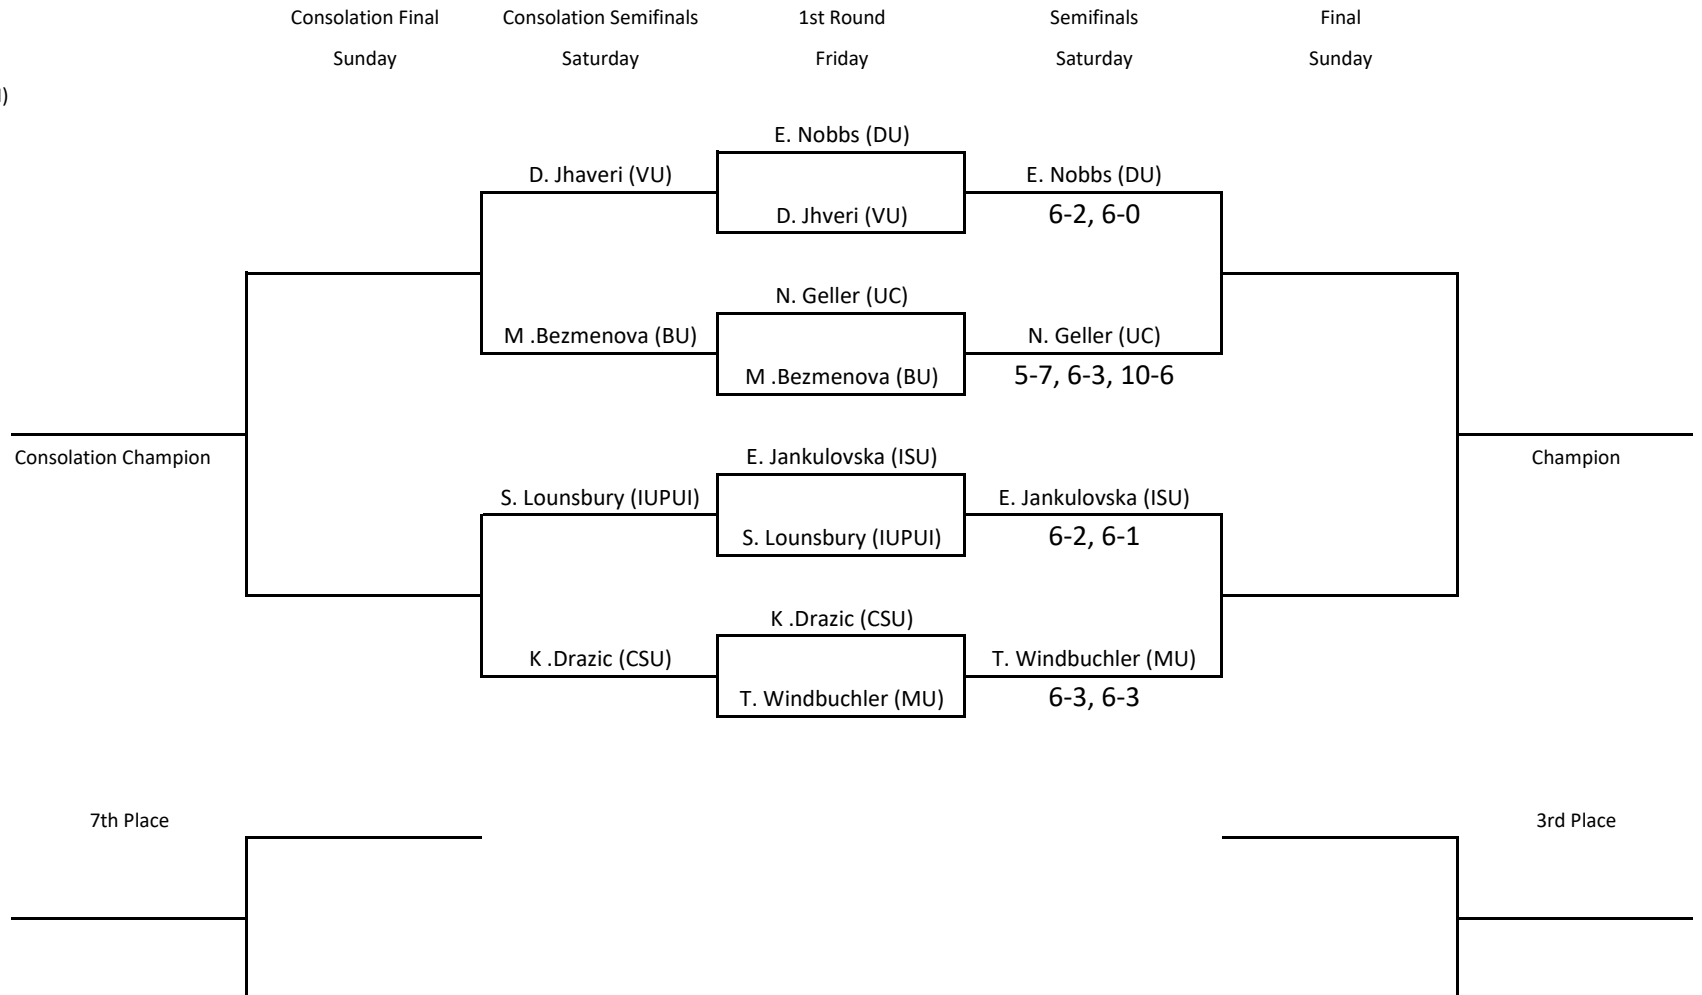 Consolation Final Consolation Semifinals 1st Round Semifinals Final
Sunday Saturday Friday Saturday Sunday
)
E. Nobbs (DU)
D. Jhaveri (VU) E. Nobbs (DU)
D. Jhveri (VU) 6-2, 6-0
N. Geller (UC)
M .Bezmenova (BU) N. Geller (UC)
M .Bezmenova (BU) 5-7, 6-3, 10-6
Consolation Champion E. Jankulovska (ISU) Champion
S. Lounsbury (IUPUI) E. Jankulovska (ISU)
S. Lounsbury (IUPUI) 6-2, 6-1
K .Drazic (CSU)
K .Drazic (CSU) T. Windbuchler (MU)
T. Windbuchler (MU) 6-3, 6-3
7th Place 3rd Place